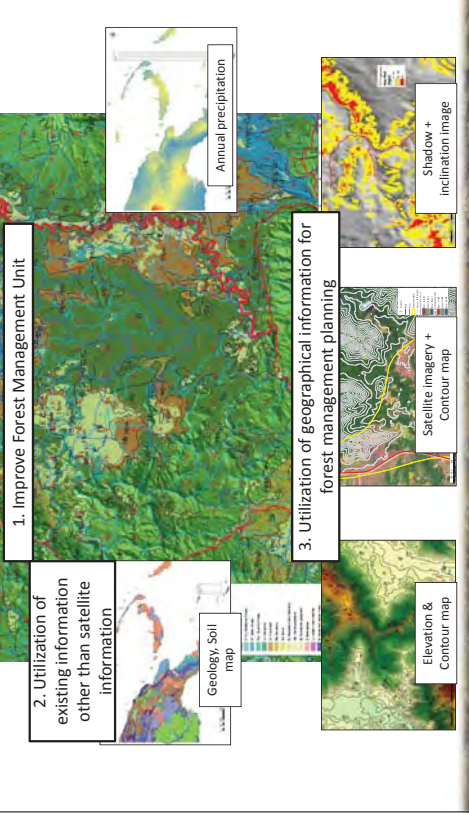 1. Improve Forest Management Unit
2. Utilization of
existing information
other than satellite
information
Geology, Soil
map
Annual precipitation
3. Utilization of geographical information for
forest management planning
Elevation &
Contour map
Satellite imagery +
Contour map
Shadow +
inclination image